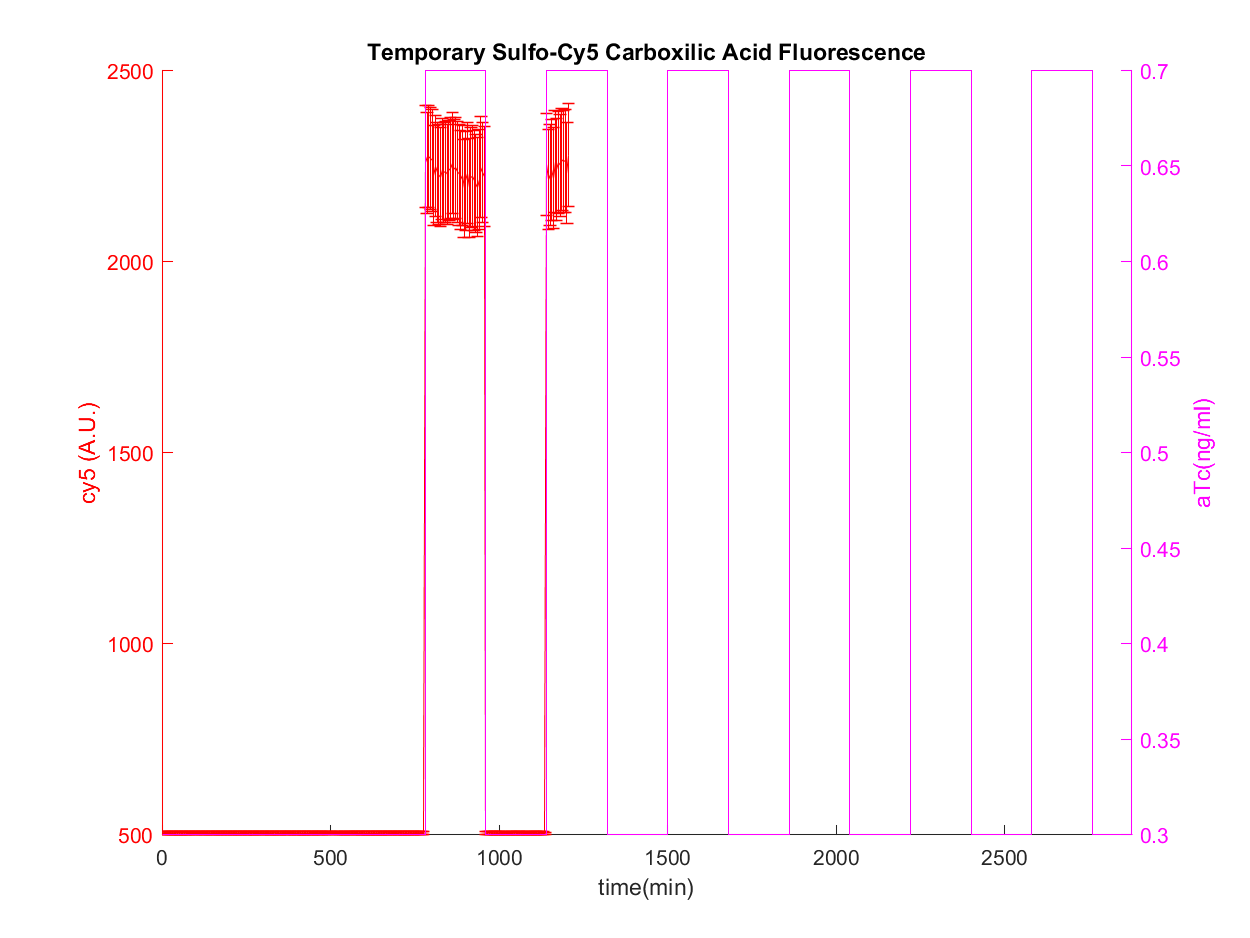 Temporary Sulfo-Cy5 Carboxilic Acid Fluorescence
2500
2000
1500
1000
500
cy5 (A.U.)
0.7
0.65
0.6
0.55
0.5
0.45
0.4
0.35
0.3
aTc(ng/ml)
0 500 1000 1500 2000 2500
time(min)